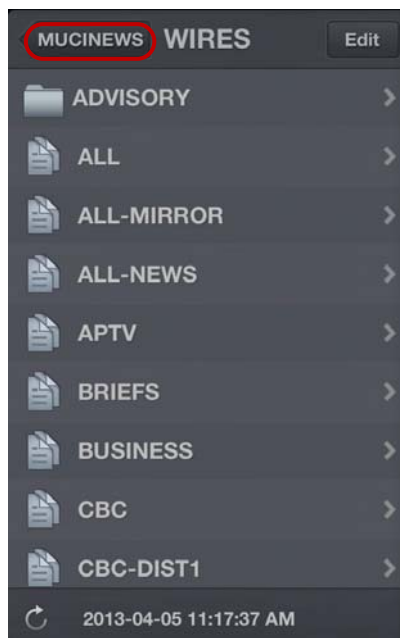 MUCINEWS WIRES Edit
ADVISORY
ALL
ALL-MIRROR
ALL-NEWS
APTV
BRIEFS
BUSINESS
CBC
CBC-DIST1
2013-04-05 11:17:37 AM